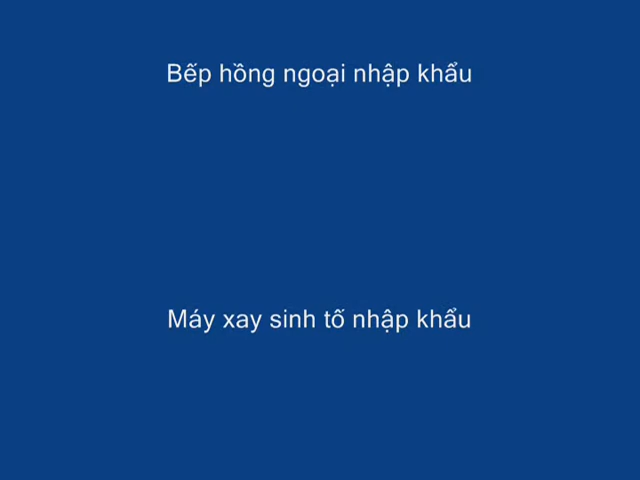 Bếp hồng ngoại nhập khẩu
Máy xay sinh tố nhập khẩu